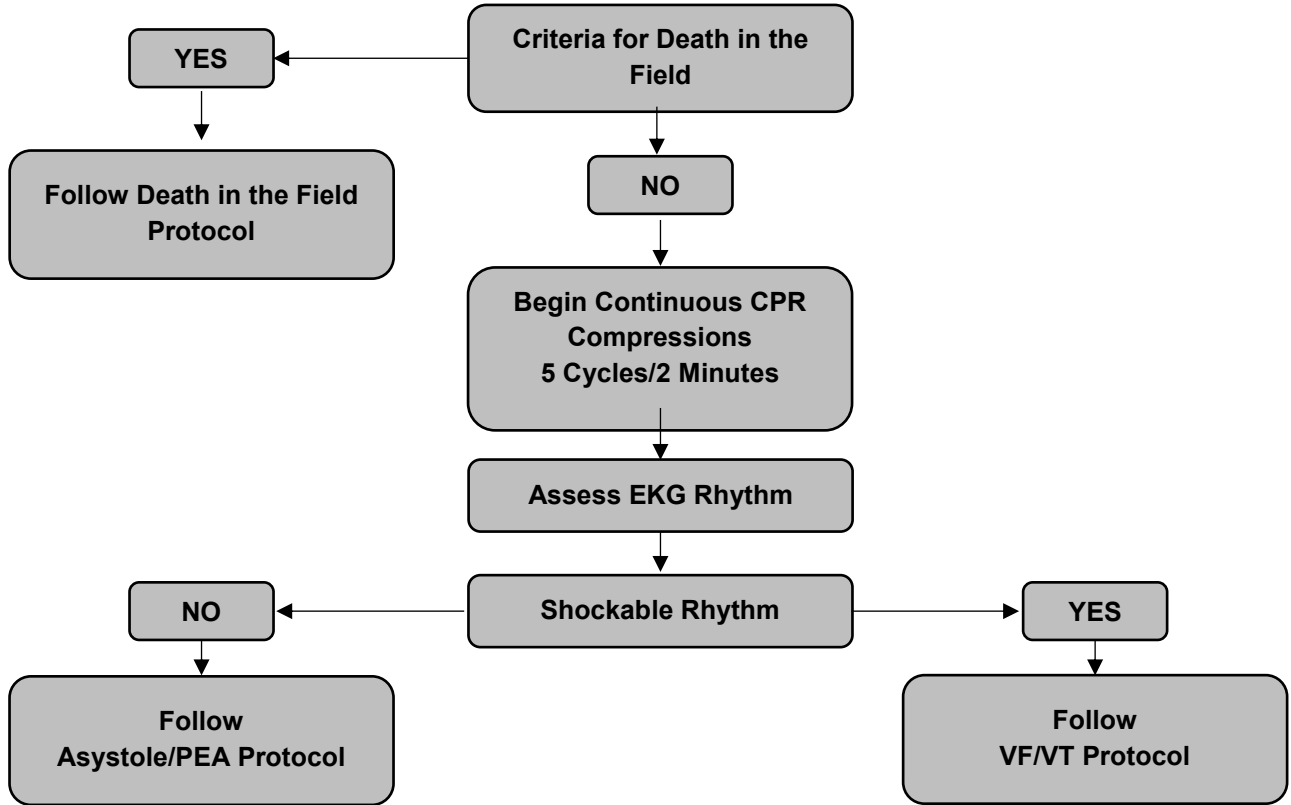 Criteria for Death in the
Field
YES
Follow Death in the Field
Protocol
NO
Begin Continuous CPR
Compressions
5 Cycles/2 Minutes
Assess EKG Rhythm
Shockable Rhythm
NO
YES
Follow
Asystole/PEA Protocol
Follow
VF/VT Protocol